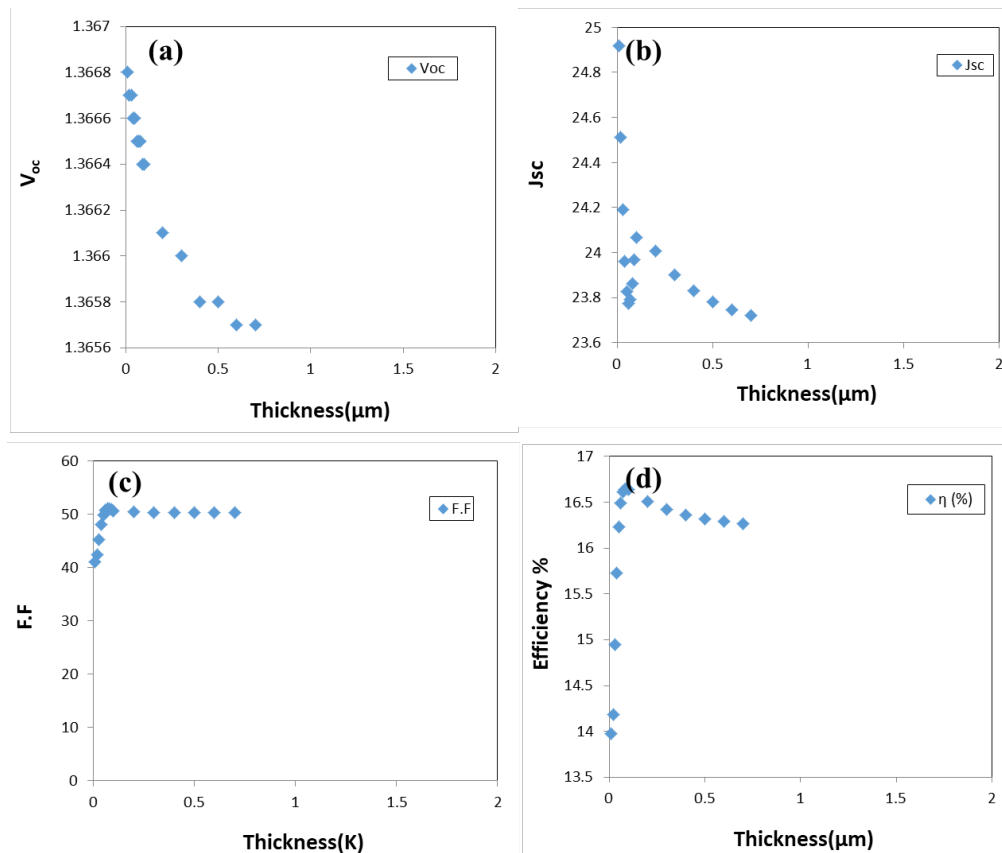 (a)
Voc
1.367
1.3668
1.3666
1.3664
1.3662
1.366
1.3658
1.3656
Voc
0 0.5 1 1.5 2
Thickness(µm)
(b)
Jsc
25
24.8
24.6
24.4
24.2
24
23.8
23.6
Jsc
0 0.5 1 1.5 2
Thickness(µm)
(c)
F.F
60
50
40
30
20
10
0
F.F
0 0.5 1 1.5 2
Thickness(K)
(d)
η (%)
17
16.5
16
15.5
15
14.5
14
13.5
Efficiency %
0 0.5 1 1.5 2
Thickness(µm)